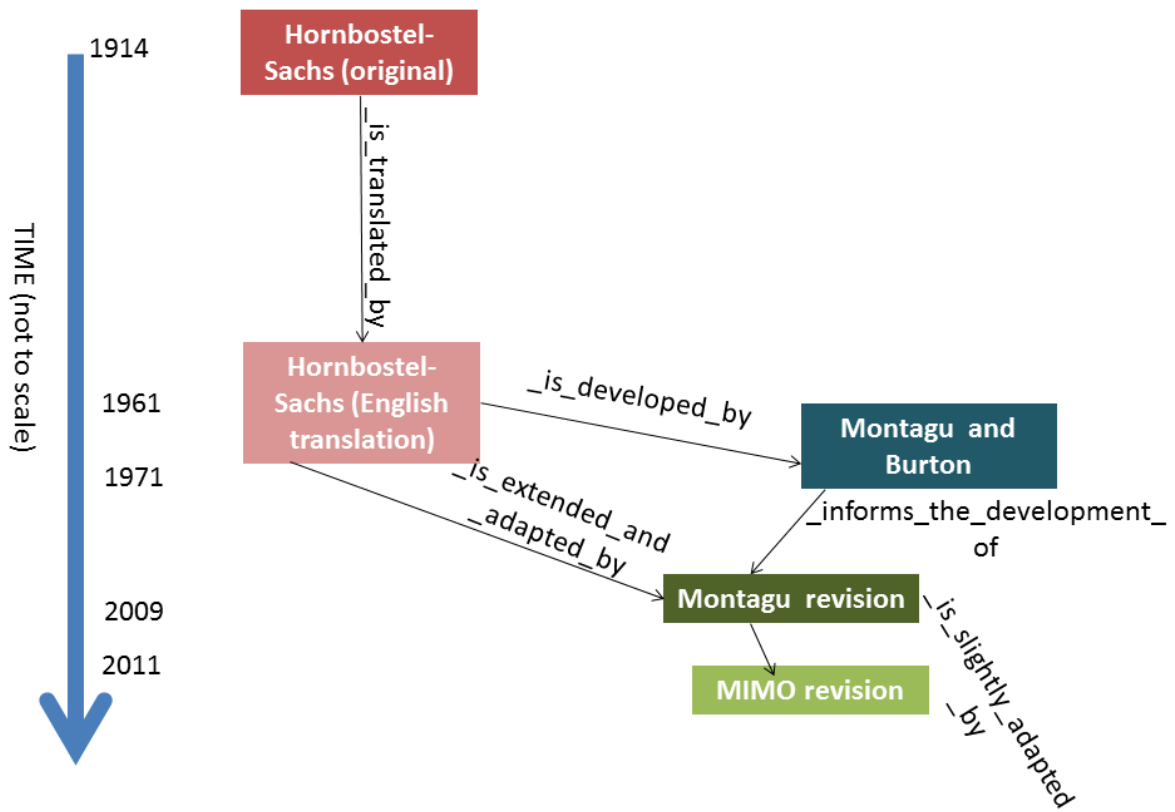 1914
Hornbostel-
Sachs (original)
_is_translated_by
TIME (not to scale)
1961
Hornbostel-
Sachs (English
translation)
_is_developed_by
Montagu and
Burton
1971
_is_extended_and
_adapted_by
_informs_the_development_
of
2009
Montagu revision
_is_slightly_adapted
_by
2011
MIMO revision